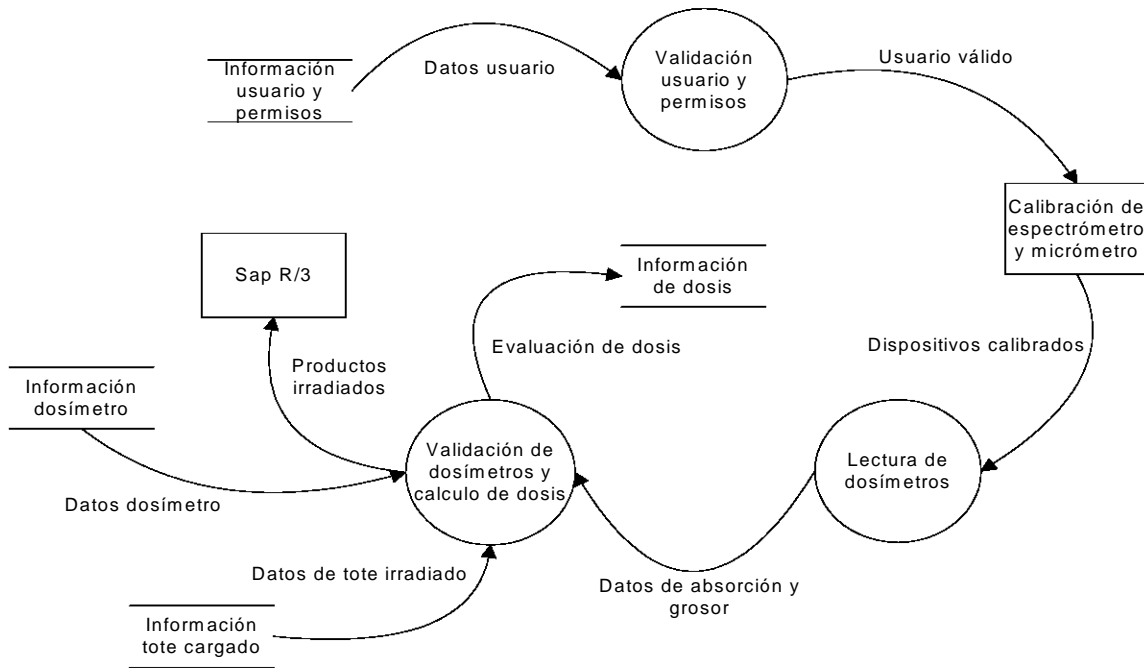 Información
usuario y
permisos
Datos usuario
Validación
usuario y
permisos
Usuario válido
Calibración de
espectrómetro
y micrómetro
Sap R/3
Información
de dosis
Evaluación de dosis
Dispositivos calibrados
Productos
irradiados
Información
dosímetro
Validación de
dosímetros y
calculo de dosis
Lectura de
dosímetros
Datos dosímetro
Datos de tote irradiado
Datos de absorción y
grosor
Información
tote cargado